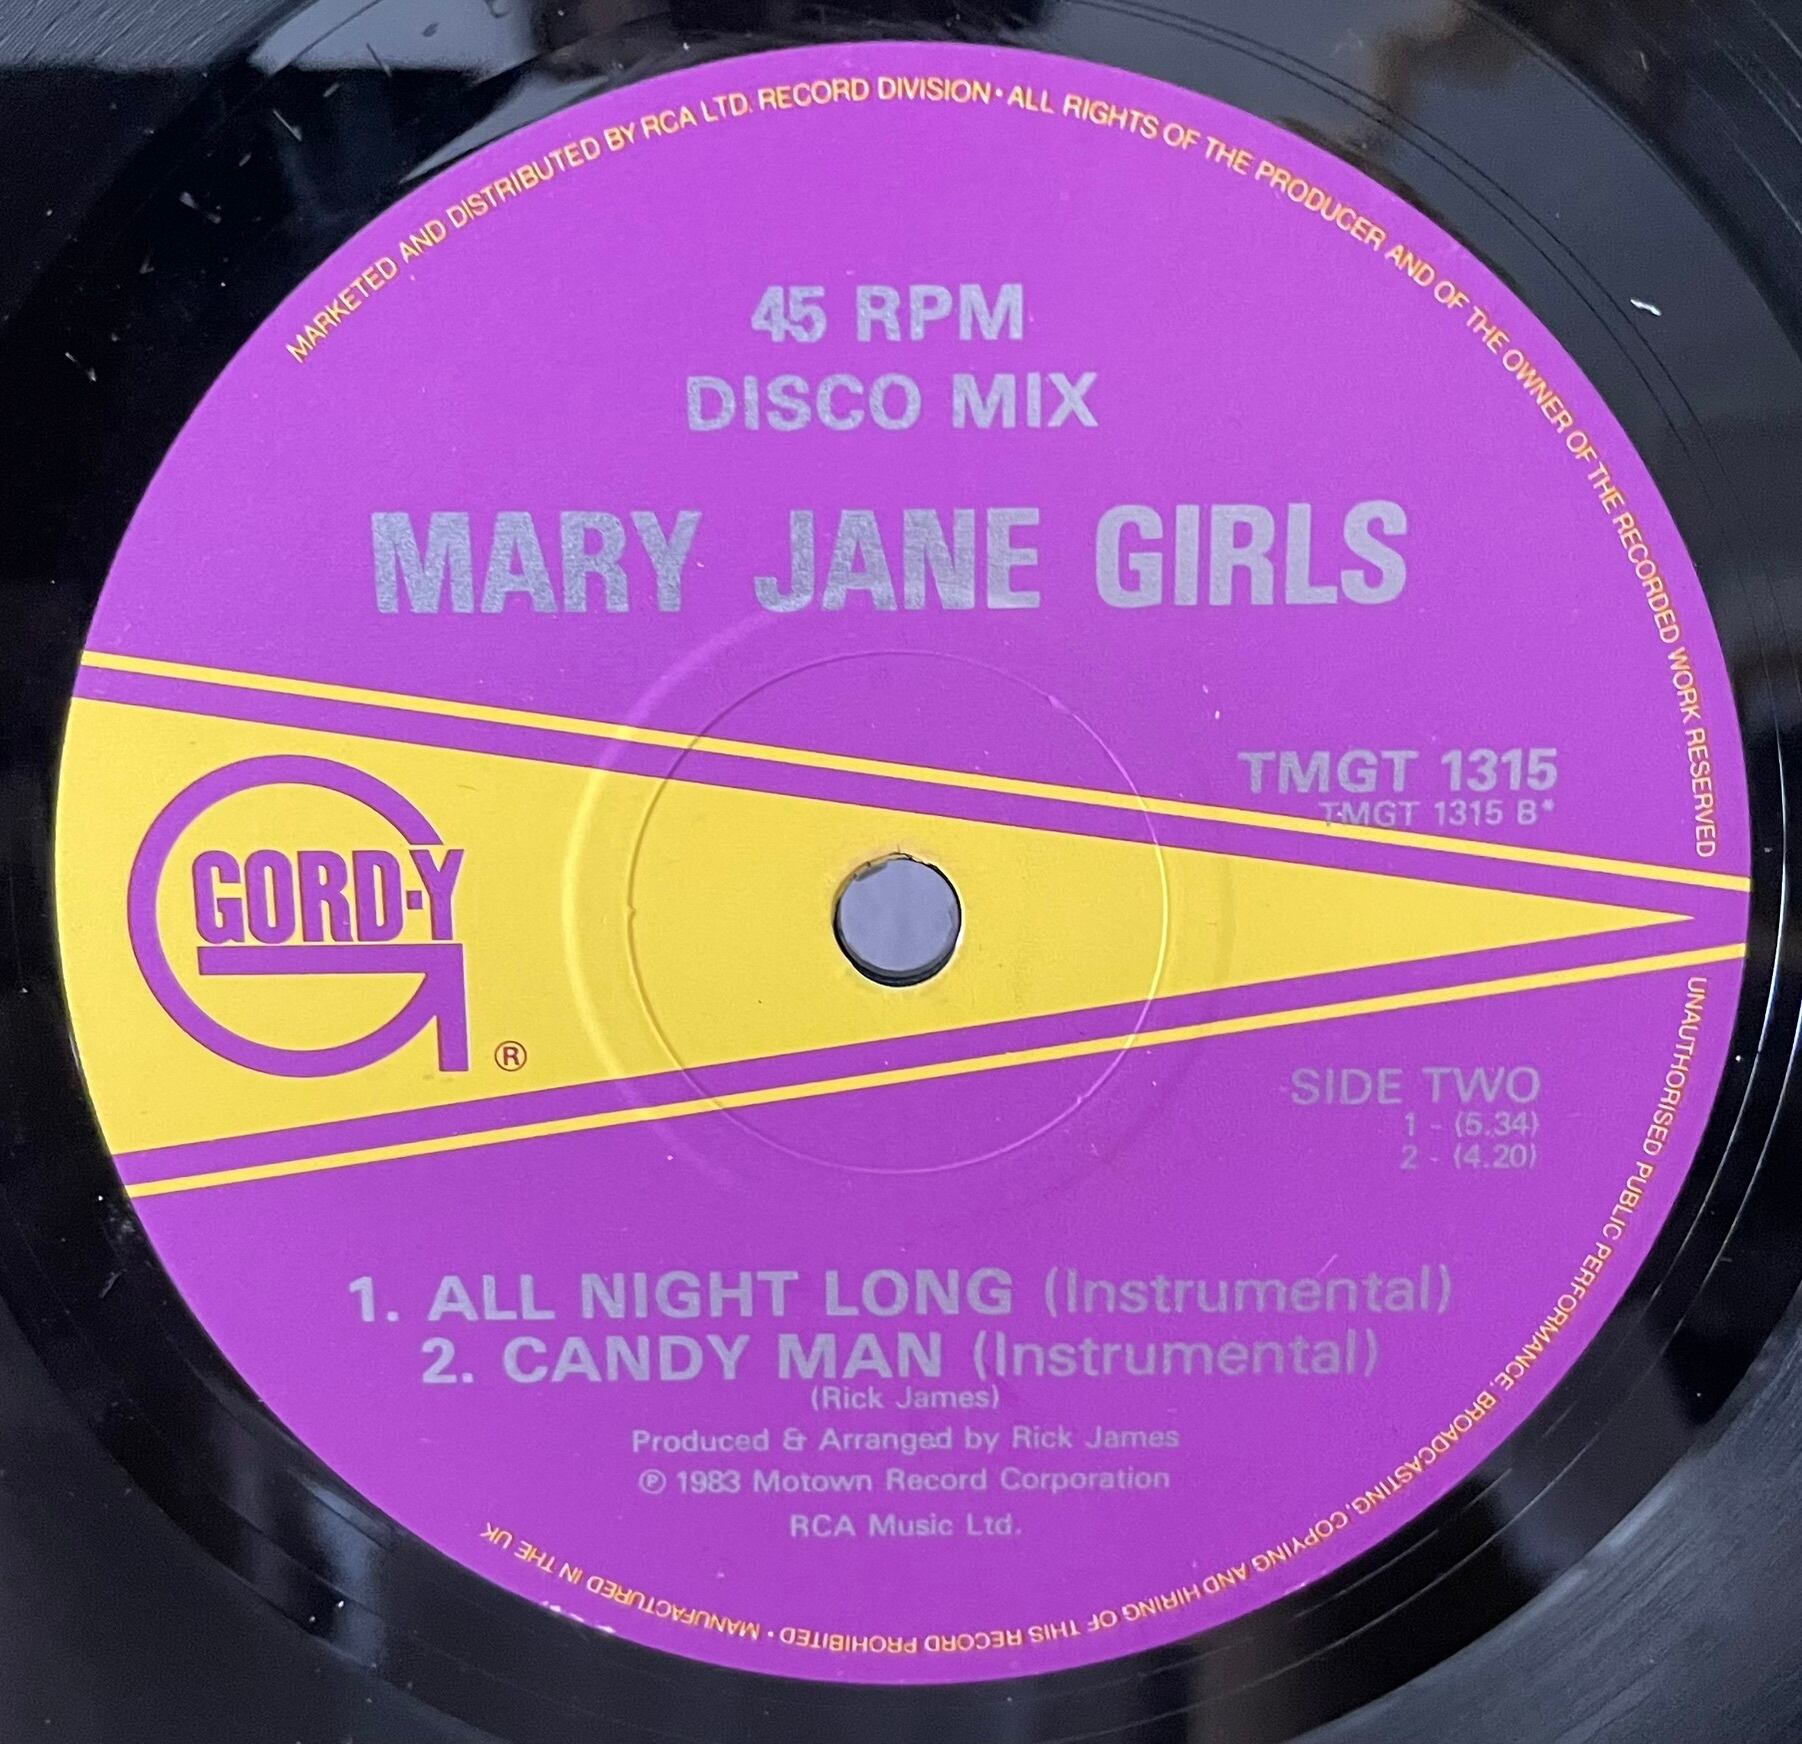 MARKETED AND DISTRIBUTED BY RCA LTD. RECORD DIVISION • ALL RIGHTS OF THE PRODUCER AND OF THE OWNER OF THE RECORDED WORK RESERVED
45 RPM
DISCO MIX
MARY JANE GIRLS
TMGT 1315
TMGT 1315 B*
GORD-Y
®
SIDE TWO
1 - (5.34)
2 - (4.20)
1. ALL NIGHT LONG (Instrumental)
2. CANDY MAN (Instrumental)
(Rick James)
Produced & Arranged by Rick James
℗ 1983 Motown Record Corporation
RCA Music Ltd.
UNAUTHORISED PUBLIC PERFORMANCE, BROADCASTING, COPYING AND HIRING OF THIS RECORD PROHIBITED • MANUFACTURED IN THE UK